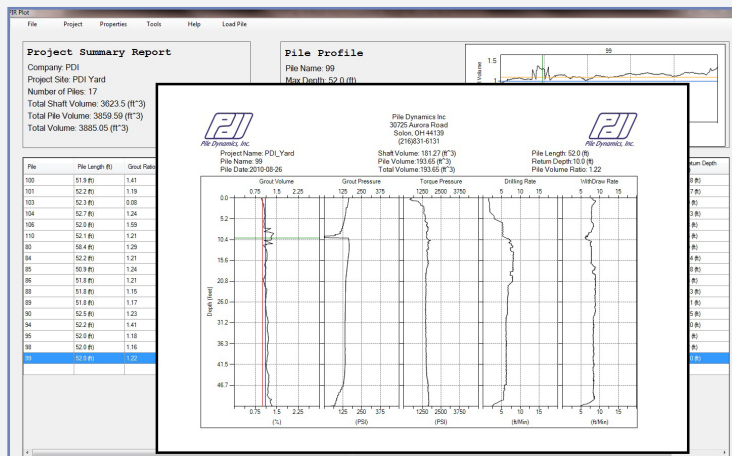 PIR Plot
File Project Properties Tools Help Load Pile
Project Summary Report
Company: PDI
Project Site: PDI Yard
Number of Piles: 17
Total Shaft Volume: 3623.5 (ft^3)
Total Pile Volume: 3859.59 (ft^3)
Total Volume: 3885.05 (ft^3)
Pile Profile
Pile Name: 99
Max Depth: 52.0 (ft)
99
Volume
1.5
1
Pile Dynamics, Inc.
Pile Dynamics Inc
30725 Aurora Road
Solon, OH 44139
(216)831-6131
Pile Dynamics, Inc.
Project Name: PDI_Yard
Pile Name: 99
Pile Date:2010-08-26
Shaft Volume: 181.27 (ft^3)
Pile Volume:193.65 (ft^3)
Total Volume:193.65 (ft^3)
Pile Length: 52.0 (ft)
Return Depth:10.0 (ft)
Pile Volume Ratio: 1.22
Grout Volume Grout Pressure Torque Pressure Drilling Rate WithDraw Rate
0.75 1.5 2.25 125 250 375 1250 2500 3750 5 10 15 5 10 15
Depth (feet)
0.0
5.2
10.4
15.6
20.8
26.0
31.2
36.3
41.5
46.7
0.75 1.5 2.25 125 250 375 1250 2500 3750 5 10 15 5 10 15
(%) (PSI) (PSI) (ft/Min) (ft/Min)
Pile Pile Length (ft) Grout Ratio
100 51.9 (ft) 1.41
101 52.2 (ft) 1.19
103 52.3 (ft) 0.08
104 52.7 (ft) 1.24
106 52.0 (ft) 1.59
110 52.1 (ft) 1.21
80 58.4 (ft) 1.29
84 52.2 (ft) 1.21
85 50.9 (ft) 1.24
86 51.8 (ft) 1.21
88 51.8 (ft) 1.15
89 51.8 (ft) 1.17
90 52.5 (ft) 1.23
94 52.2 (ft) 1.41
95 52.0 (ft) 1.18
98 52.0 (ft) 1.16
99 52.0 (ft) 1.22
Depth